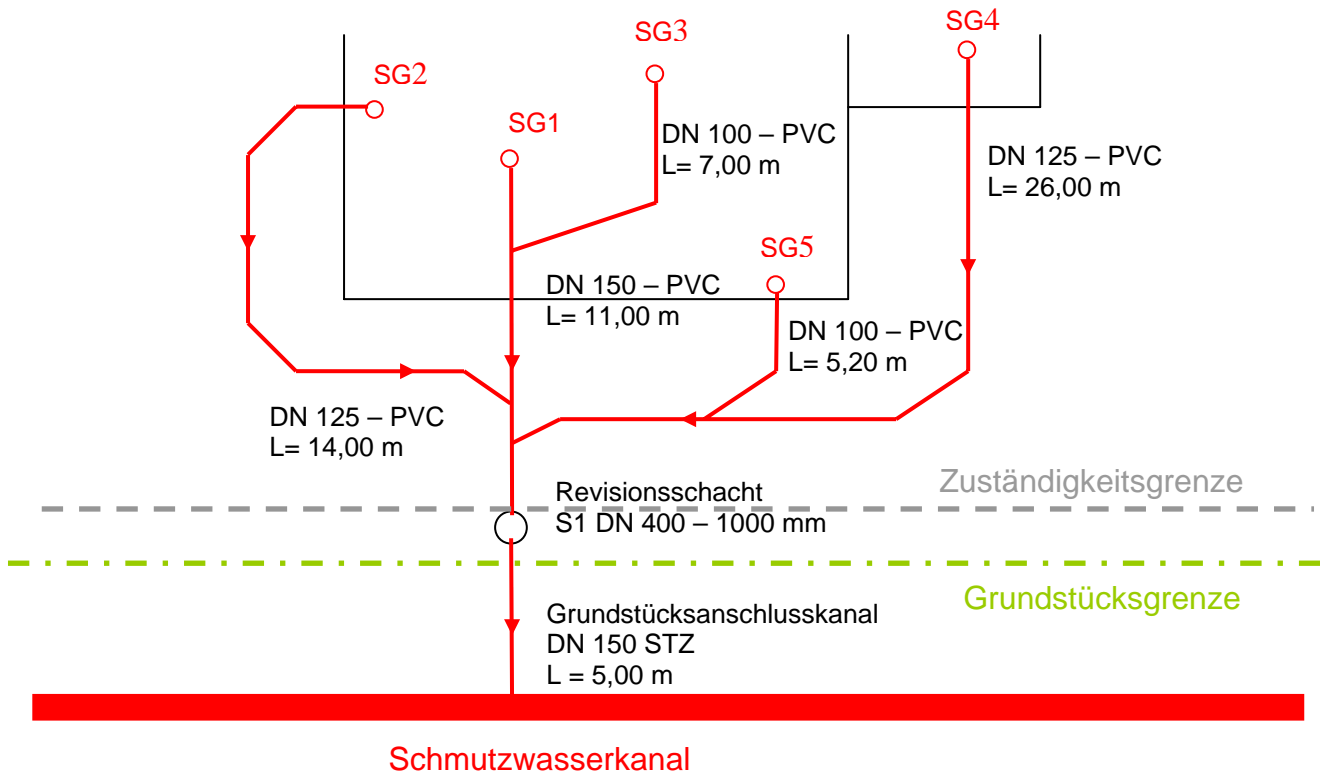 SG4
SG3
SG2
SG1
DN 100 – PVC
L= 7,00 m
DN 125 – PVC
L= 26,00 m
SG5
DN 150 – PVC
L= 11,00 m
DN 100 – PVC
L= 5,20 m
DN 125 – PVC
L= 14,00 m
Zuständigkeitsgrenze
Revisionsschacht
S1 DN 400 – 1000 mm
Grundstücksgrenze
Grundstücksanschlusskanal
DN 150 STZ
L = 5,00 m
Schmutzwasserkanal